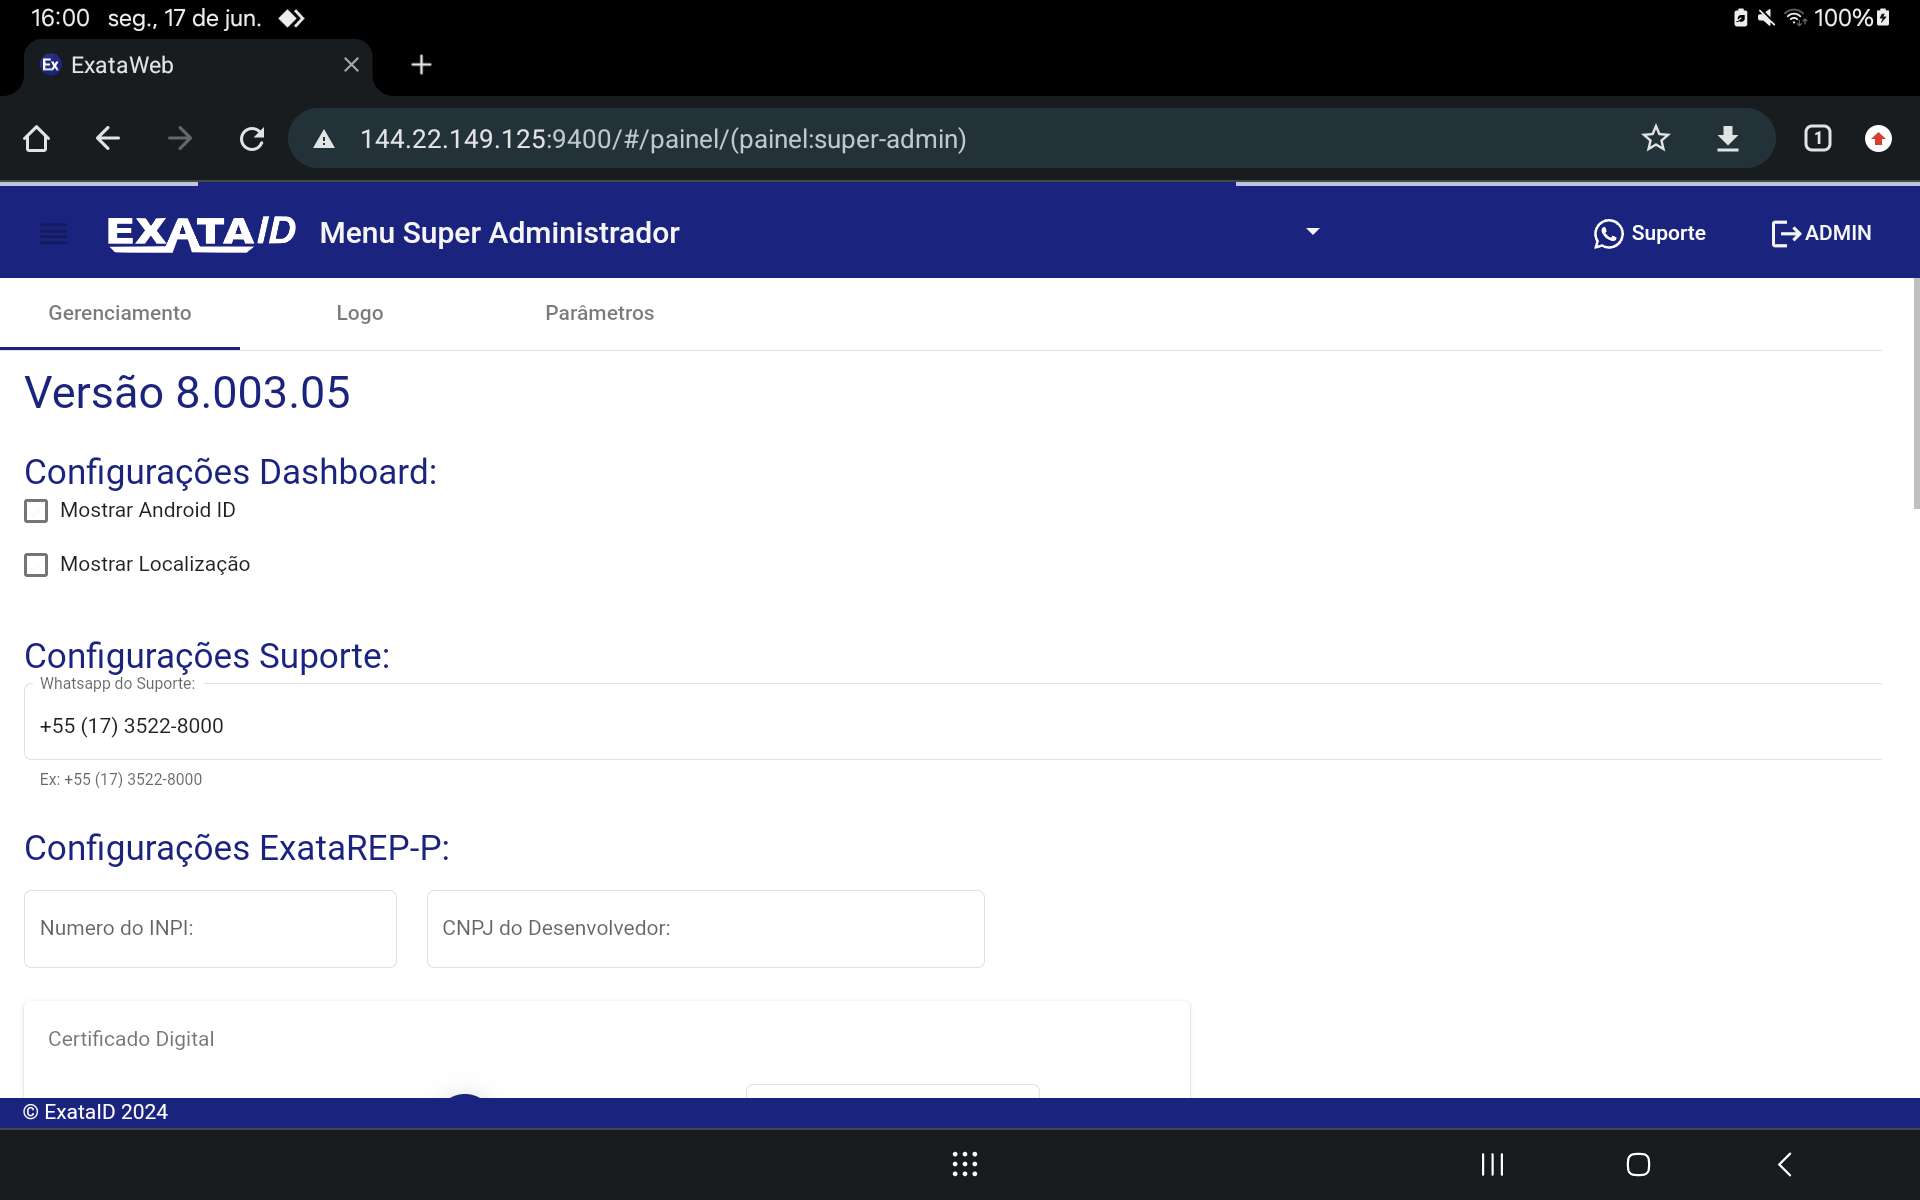 16:00 seg., 17 de jun. 100%
Ex ExataWeb
144.22.149.125:9400/#/painel/(painel:super-admin) 1
EXATAID Menu Super Administrador Suporte ADMIN
Gerenciamento Logo Parâmetros
Versão 8.003.05
Configurações Dashboard:
Mostrar Android ID
Mostrar Localização
Configurações Suporte:
Whatsapp do Suporte:
+55 (17) 3522-8000
Ex: +55 (17) 3522-8000
Configurações ExataREP-P:
Numero do INPI: CNPJ do Desenvolvedor:
Certificado Digital
© ExataID 2024